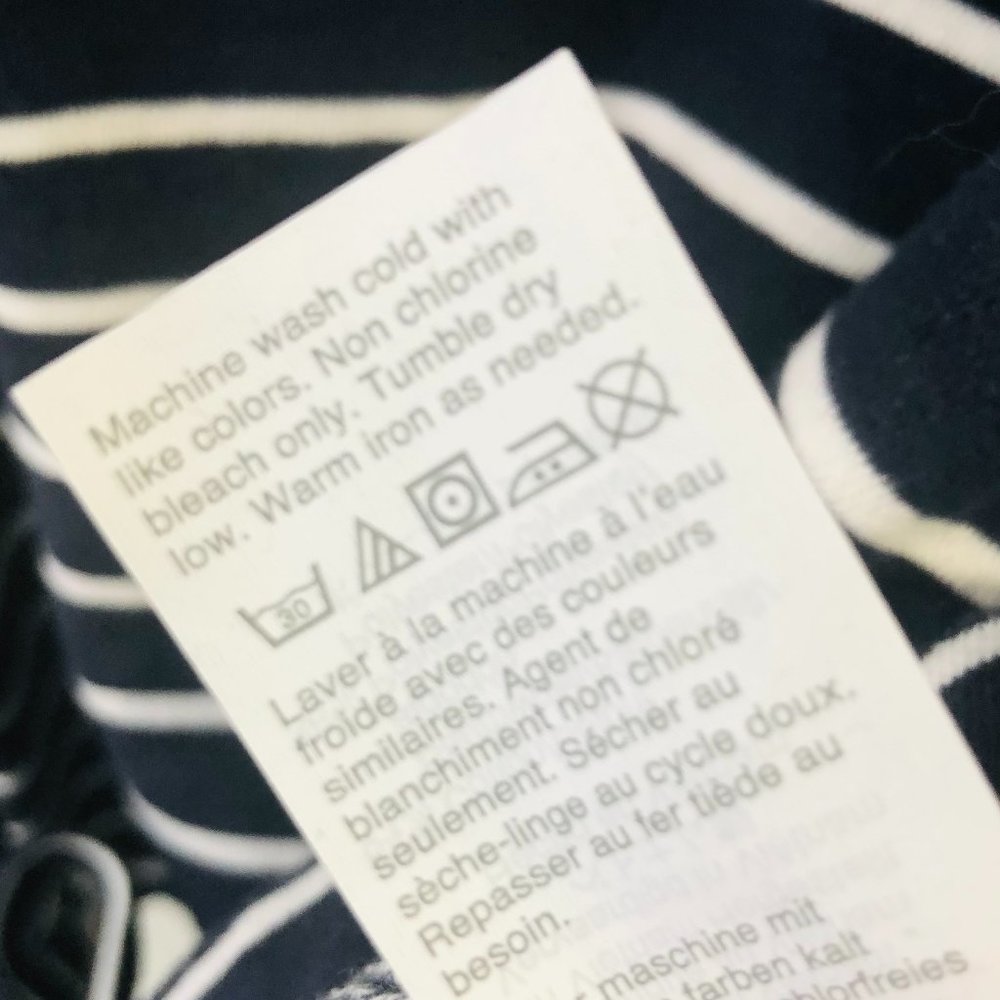 Machine wash cold with
like colors. Non chlorine
bleach only. Tumble dry
low. Warm iron as needed.
30
Laver à la machine à l'eau
froide avec des couleurs
similaires. Agent de
blanchiment non chloré
seulement. Sécher au
sèche-linge au cycle doux.
Repasser au fer tiède au
besoin.
maschine mit
farben kalt